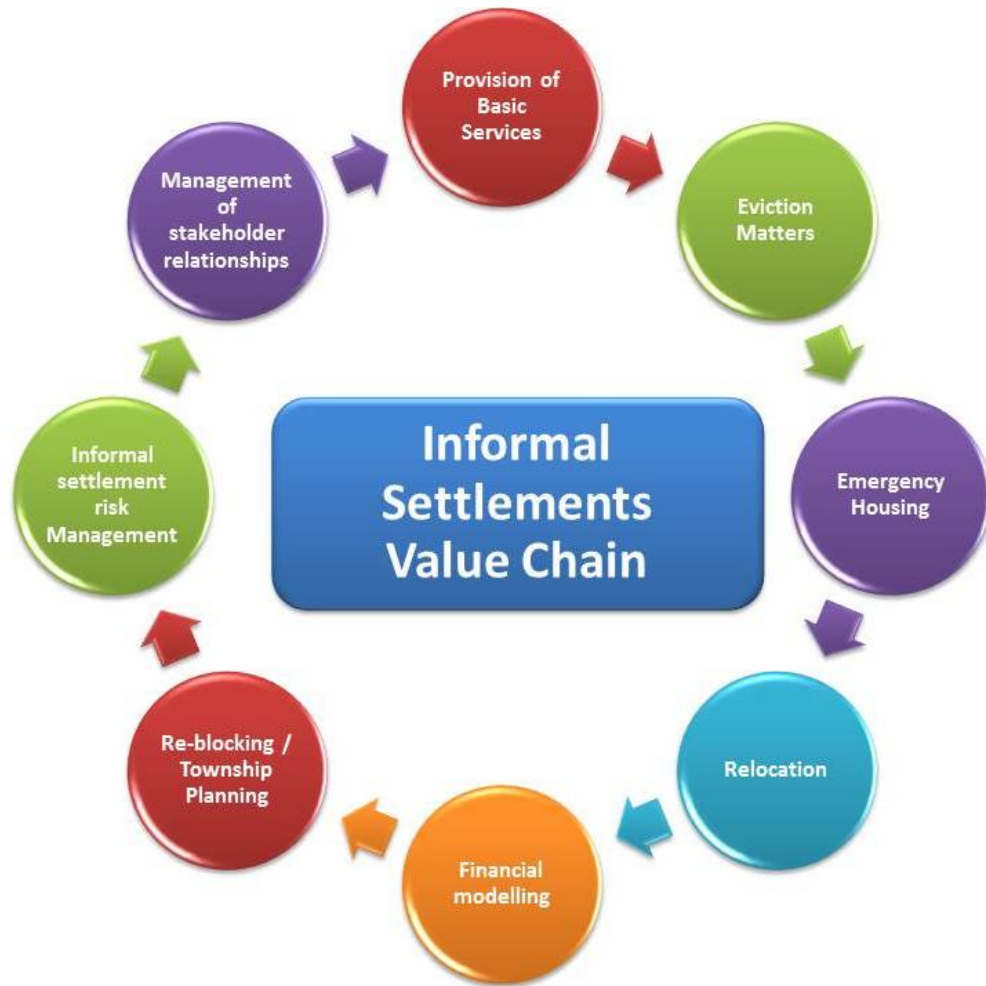 Provision of
Basic
Services
Eviction
Matters
Emergency
Housing
Relocation
Financial
modelling
Re-blocking /
Township
Planning
Informal
settlement
risk
Management
Management
of
stakeholder
relationships
Informal
Settlements
Value Chain